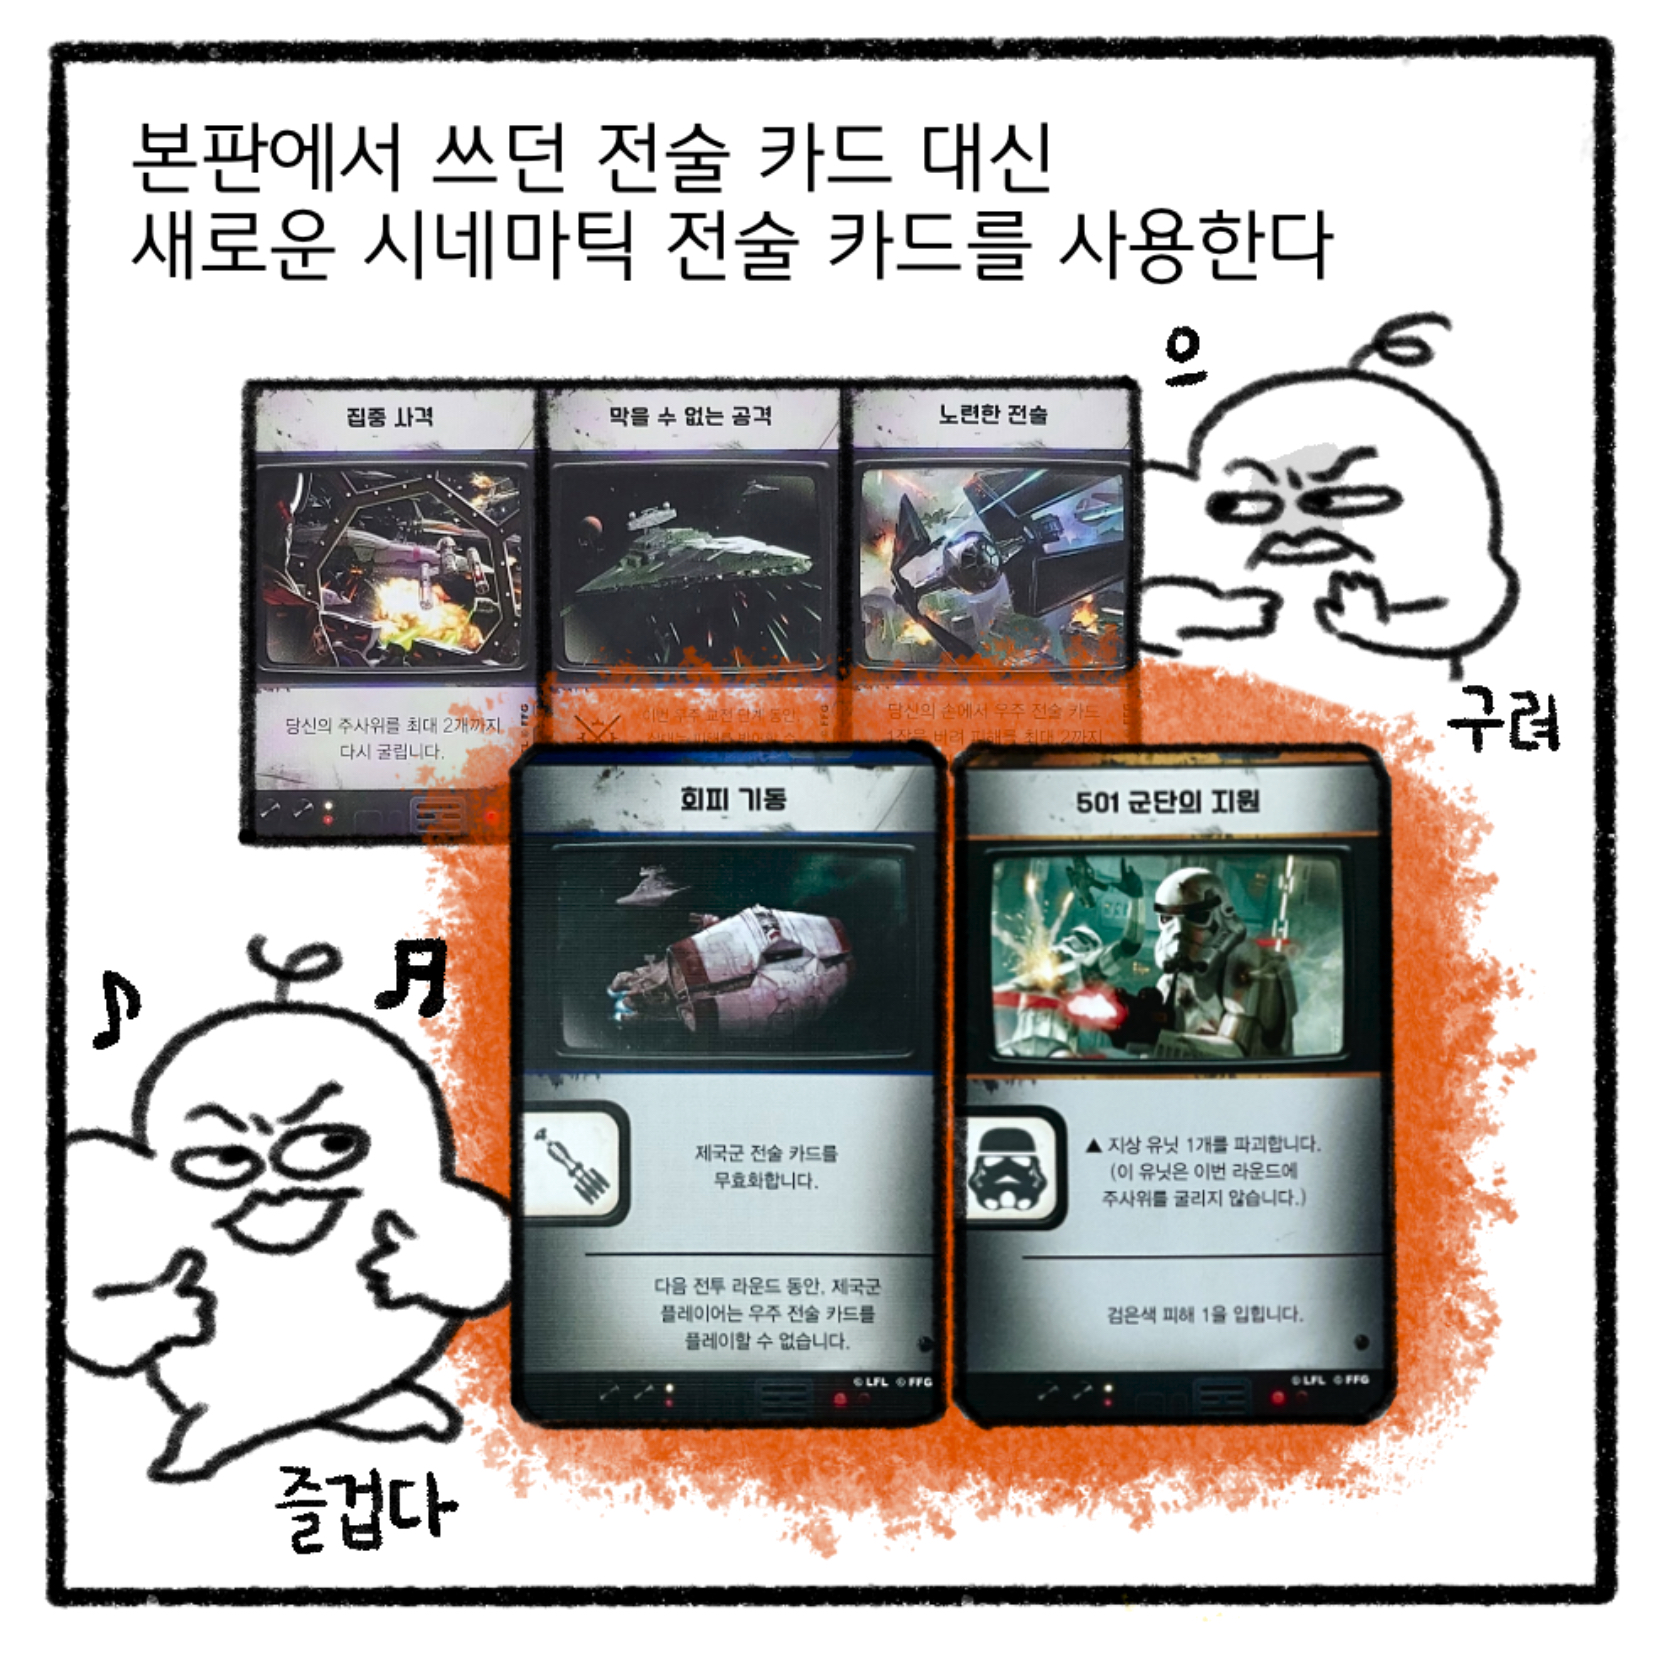 본판에서 쓰던 전술 카드 대신
새로운 시네마틱 전술 카드를 사용한다
으
구려
집중 사격
당신의 주사위를 최대 2개까지
다시 굴립니다.
© FFG
막을 수 없는 공격
이번 우주 교전 단계 동안,
노련한 전술
당신의 손에서 우주 전술 카드
1장을 버려 피해를 최대 2까지
회피 기동
제국군 전술 카드를
무효화합니다.
다음 전투 라운드 동안, 제국군
플레이어는 우주 전술 카드를
플레이할 수 없습니다.
© LFL © FFG
501 군단의 지원
▲ 지상 유닛 1개를 파괴합니다.
(이 유닛은 이번 라운드에
주사위를 굴리지 않습니다.)
검은색 피해 1을 입힙니다.
© LFL © FFG
즐겁다